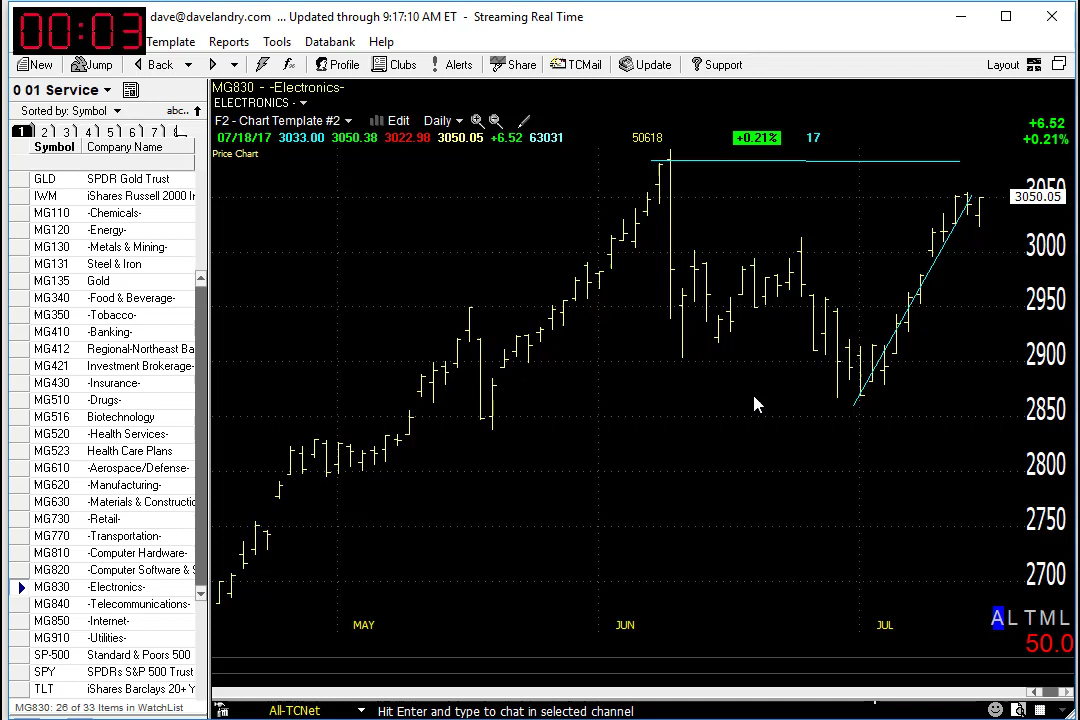 00:03
dave@davelandry.com ... Updated through 9:17:10 AM ET - Streaming Real Time
Template Reports Tools Databank Help
New Jump Back Profile Clubs Alerts Share TCMail Update Support Layout
0 01 Service
Sorted by: Symbol abc..
1 2 3 4 5 6 7
Symbol Company Name
GLD SPDR Gold Trust
IWM iShares Russell 2000 In
MG110 -Chemicals-
MG120 -Energy-
MG130 -Metals & Mining-
MG131 Steel & Iron
MG135 Gold
MG340 -Food & Beverage-
MG350 -Tobacco-
MG410 -Banking-
MG412 Regional-Northeast Ba
MG421 Investment Brokerage-
MG430 -Insurance-
MG510 -Drugs-
MG516 Biotechnology
MG520 -Health Services-
MG523 Health Care Plans
MG610 -Aerospace/Defense-
MG620 -Manufacturing-
MG630 -Materials & Constructio
MG730 -Retail-
MG770 -Transportation-
MG810 -Computer Hardware-
MG820 -Computer Software & S
MG830 -Electronics-
MG840 -Telecommunications-
MG850 -Internet-
MG910 -Utilities-
SP-500 Standard & Poors 500
SPY SPDRs S&P 500 Trust
TLT iShares Barclays 20+ Y
MG830: 26 of 33 Items in WatchList
MG830 - -Electronics-
ELECTRONICS -
F2 - Chart Template #2 Edit Daily
07/18/17 3033.00 3050.38 3022.98 3050.05 +6.52 63031 50618 +0.21% 17
+6.52
+0.21%
Price Chart
3050
3050.05
3000
2950
2900
2850
2800
2750
2700
MAY JUN JUL
A L T M L
50.0
All-TCNet Hit Enter and type to chat in selected channel